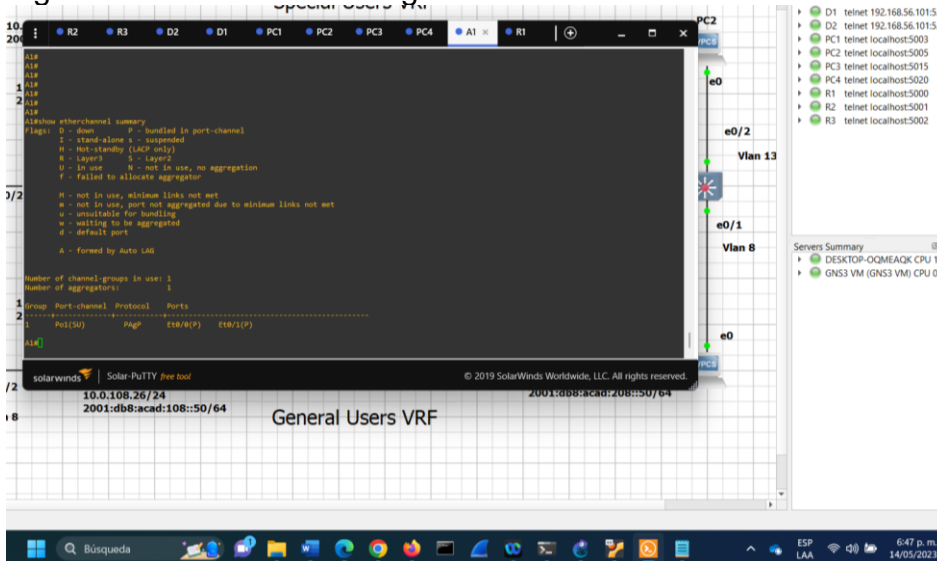 Special Users VRF
R2 R3 D2 D1 PC1 PC2 PC3 PC4 A1 × R1
A1#
A1#
A1#
A1#
A1#
A1#
A1#show etherchannel summary
Flags: D - down P - bundled in port-channel
I - stand-alone s - suspended
H - Hot-standby (LACP only)
R - Layer3 S - Layer2
U - in use N - not in use, no aggregation
f - failed to allocate aggregator
M - not in use, minimum links not met
m - not in use, port not aggregated due to minimum links not met
u - unsuitable for bundling
w - waiting to be aggregated
d - default port
A - formed by Auto LAG
Number of channel-groups in use: 1
Number of aggregators: 1
Group Port-channel Protocol Ports
------+-------------+-----------+-----------------------------------------------
1 Po1(SU) PAgP Et0/0(P) Et0/1(P)
A1#
solarwinds Solar-PuTTY free tool © 2019 SolarWinds Worldwide, LLC. All rights reserved.
10.0.108.26/24
2001:db8:acad:108::50/64
2001:db8:acad:208::50/64
General Users VRF
PC2
e0
e0/2
Vlan 13
e0/1
Vlan 8
e0
D1 telnet 192.168.56.101:5
D2 telnet 192.168.56.101:5
PC1 telnet localhost:5003
PC2 telnet localhost:5005
PC3 telnet localhost:5015
PC4 telnet localhost:5020
R1 telnet localhost:5000
R2 telnet localhost:5001
R3 telnet localhost:5002
Servers Summary
DESKTOP-OQMEAQK CPU 1
GNS3 VM (GNS3 VM) CPU 0
Búsqueda
ESP
LAA
6:47 p. m.
14/05/2023